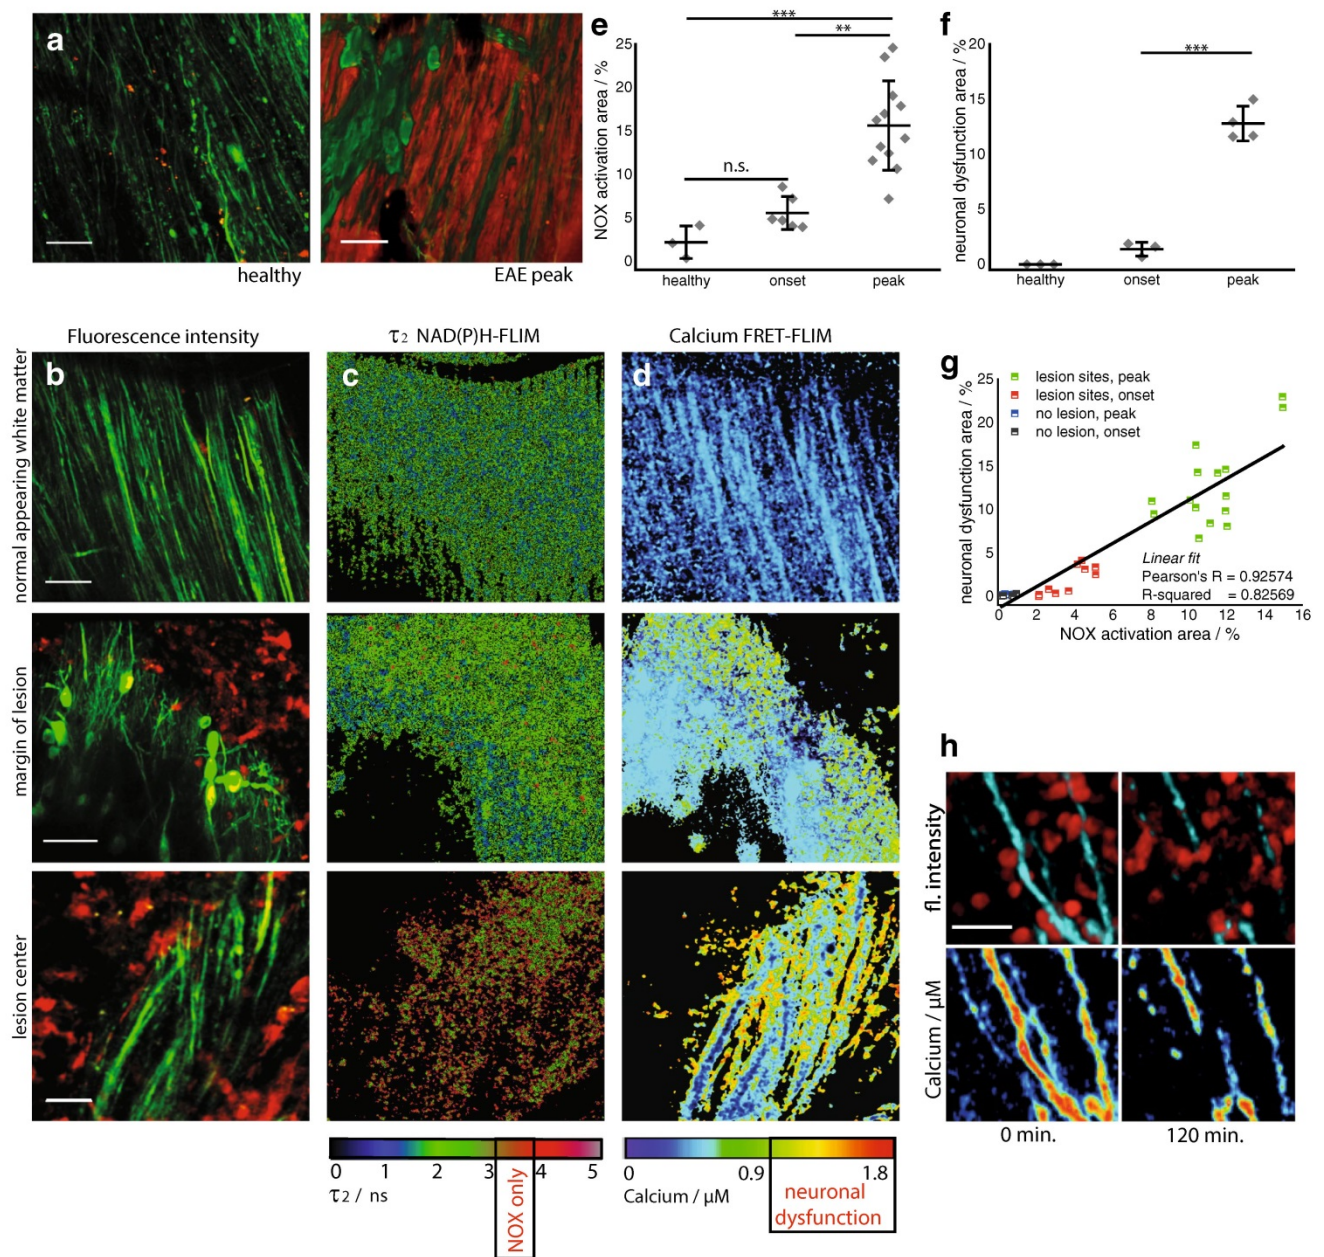 a
healthy
EAE peak
e
***
**
n.s.
NOX activation area / %
25
20
15
10
5
0
healthy
onset
peak
f
***
neuronal dysfunction area / %
20
15
10
5
0
healthy
onset
peak
Fluorescence intensity
τ2 NAD(P)H-FLIM
Calcium FRET-FLIM
b
c
d
normal appearing white matter
margin of lesion
lesion center
0 1 2 3 4 5
τ2 / ns
NOX only
0 0.9 1.8
Calcium / µM
neuronal
dysfunction
g
neuronal dysfunction area / %
25
20
15
10
5
0
lesion sites, peak
lesion sites, onset
no lesion, peak
no lesion, onset
Linear fit
Pearson's R = 0.92574
R-squared = 0.82569
0 2 4 6 8 10 12 14 16
NOX activation area / %
h
fl. intensity
Calcium / µM
0 min.
120 min.